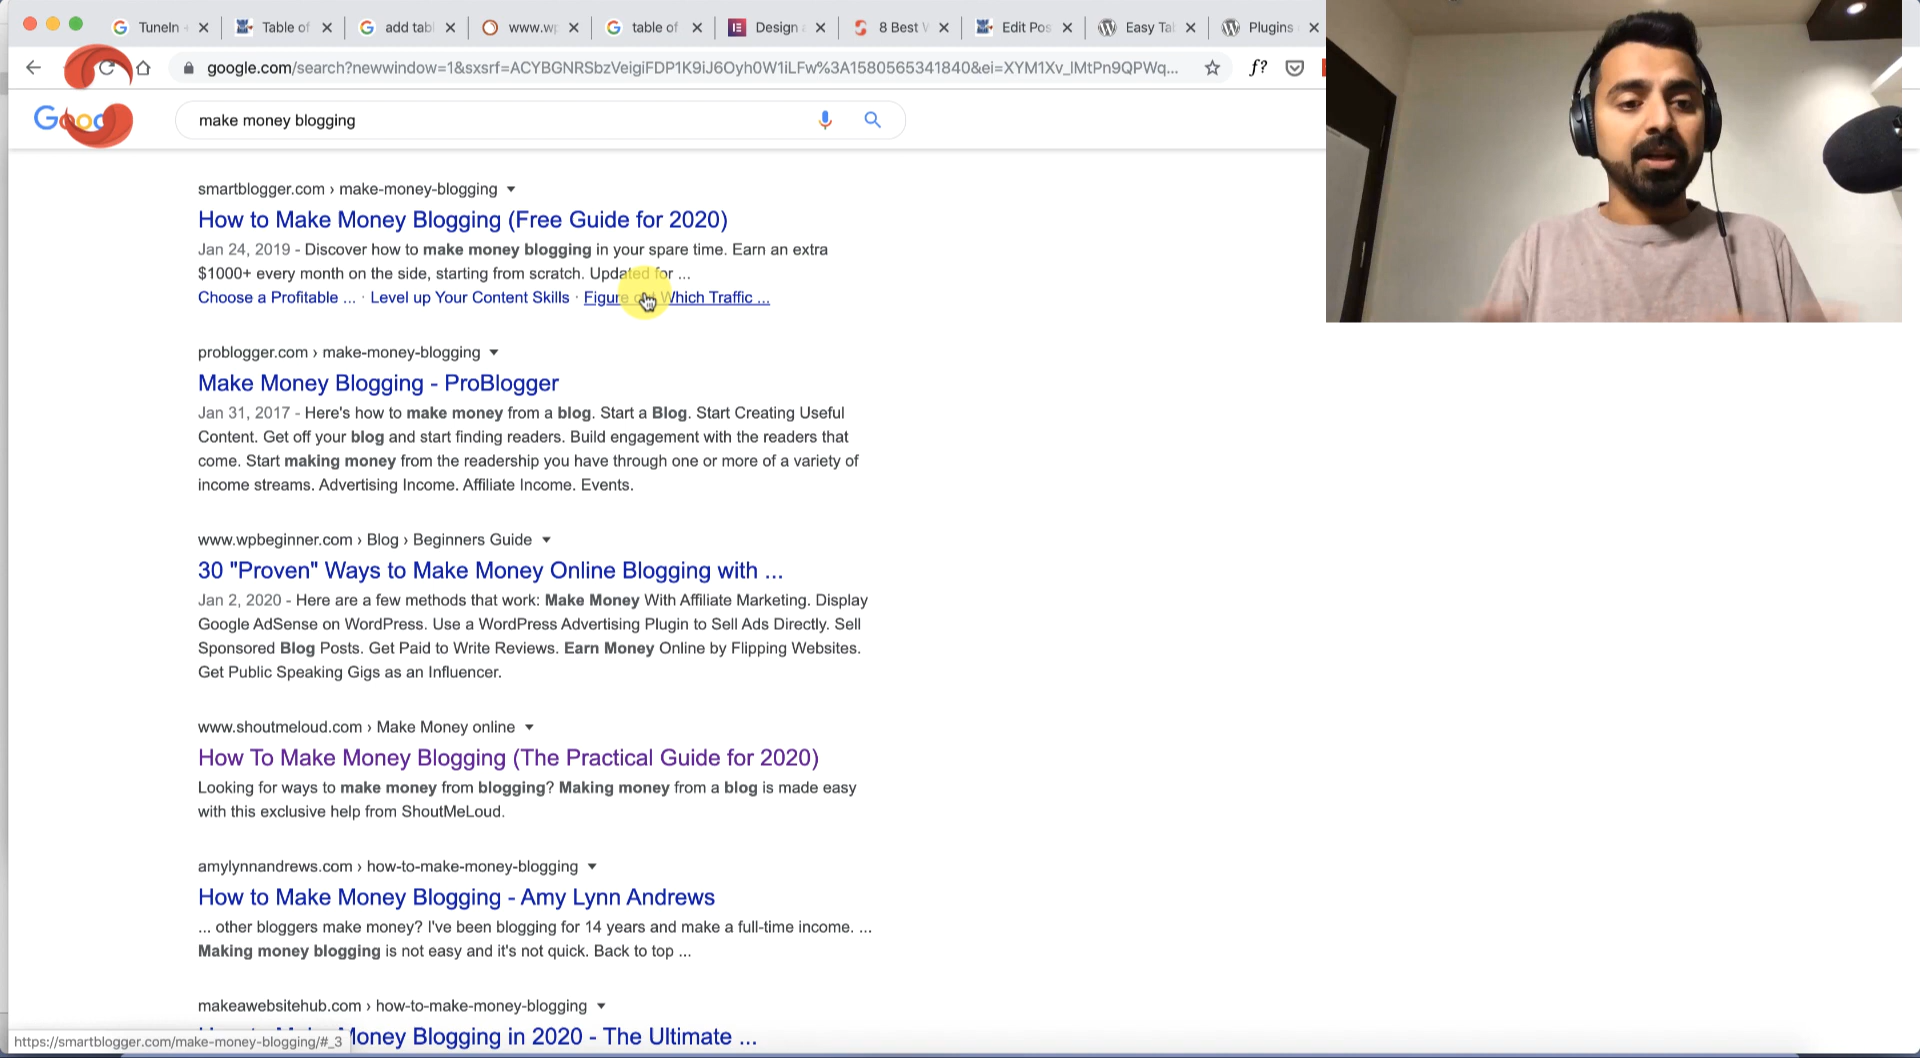 TuneIn
Table of
add tab
www.wp
table of
Design
8 Best
Edit Pos
Easy Ta
Plugins
google.com/search?newwindow=1&sxsrf=ACYBGNRSbzVeigiFDP1K9iJ6Oyh0W1iLFw%3A1580565341840&ei=XYM1Xv_lMtPn9QPWq...
f?
make money blogging
smartblogger.com › make-money-blogging
How to Make Money Blogging (Free Guide for 2020)
Jan 24, 2019 - Discover how to make money blogging in your spare time. Earn an extra
$1000+ every month on the side, starting from scratch. Updated for ...
Choose a Profitable ... · Level up Your Content Skills · Figure Which Traffic ...
problogger.com › make-money-blogging
Make Money Blogging - ProBlogger
Jan 31, 2017 - Here's how to make money from a blog. Start a Blog. Start Creating Useful
Content. Get off your blog and start finding readers. Build engagement with the readers that
come. Start making money from the readership you have through one or more of a variety of
income streams. Advertising Income. Affiliate Income. Events.
www.wpbeginner.com › Blog › Beginners Guide
30 "Proven" Ways to Make Money Online Blogging with ...
Jan 2, 2020 - Here are a few methods that work: Make Money With Affiliate Marketing. Display
Google AdSense on WordPress. Use a WordPress Advertising Plugin to Sell Ads Directly. Sell
Sponsored Blog Posts. Get Paid to Write Reviews. Earn Money Online by Flipping Websites.
Get Public Speaking Gigs as an Influencer.
www.shoutmeloud.com › Make Money online
How To Make Money Blogging (The Practical Guide for 2020)
Looking for ways to make money from blogging? Making money from a blog is made easy
with this exclusive help from ShoutMeLoud.
amylynnandrews.com › how-to-make-money-blogging
How to Make Money Blogging - Amy Lynn Andrews
... other bloggers make money? I've been blogging for 14 years and make a full-time income. ...
Making money blogging is not easy and it's not quick. Back to top ...
makeawebsitehub.com › how-to-make-money-blogging
Money Blogging in 2020 - The Ultimate ...
https://smartblogger.com/make-money-blogging/#_3